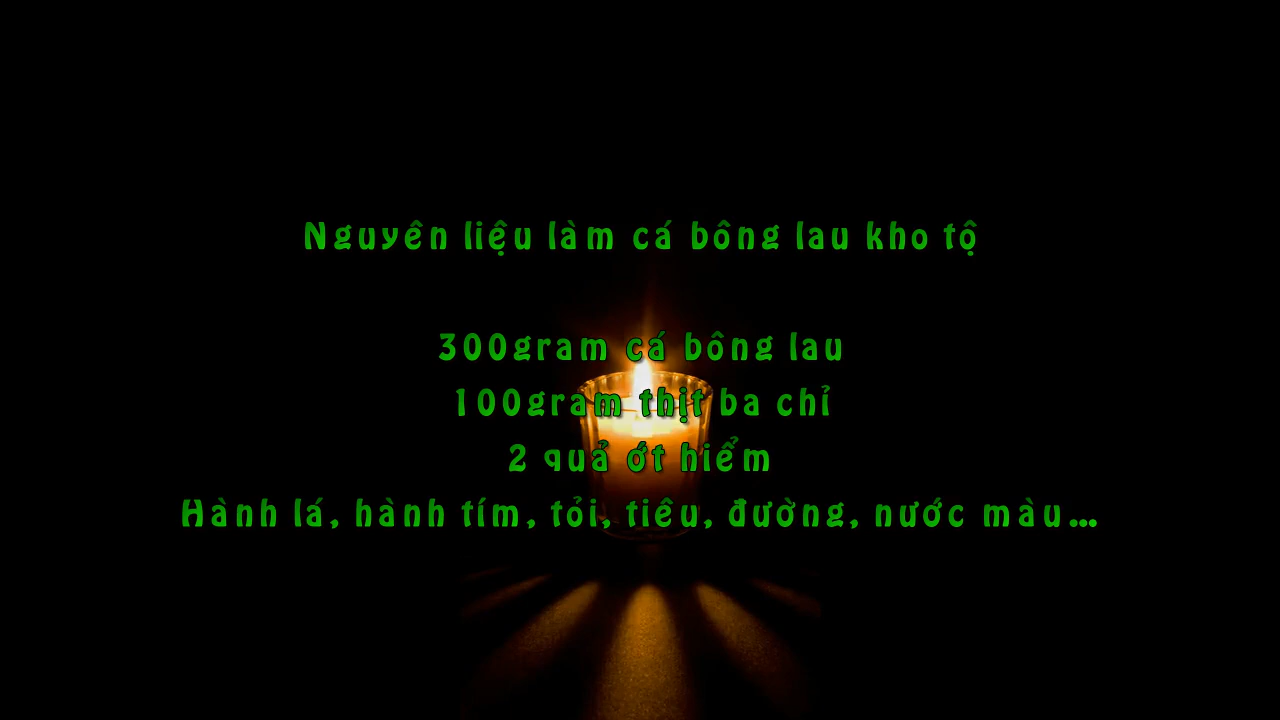 Nguyên liệu làm cá bông lau kho tộ
300gram cá bông lau
100gram thịt ba chỉ
2 quả ớt hiểm
Hành lá, hành tím, tỏi, tiêu, đường, nước màu...